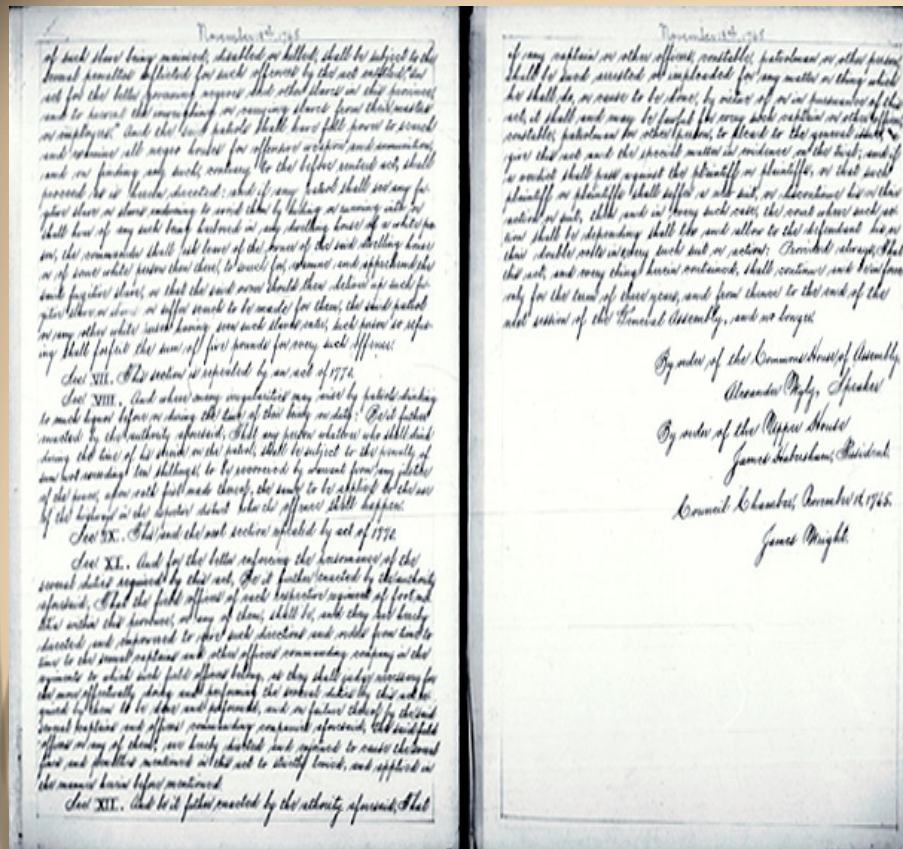 November 18th 1765
of such slave being maimed, disabled or killed, shall be subject to the
several penalties inflicted for such offences by the act entitled "An
act for the better governing negroes and other slaves in this province,
and to prevent the inveigling or carrying slaves from their masters
or employers." And the said patrols shall have full power to search
and examine all negro houses for offensive weapons and ammunition,
and on finding any such, contrary to the before recited act, shall
proceed as is herein directed: and if any patrol shall see any fu-
gitive slave or slaves endeavoring to avoid them by hiding or running into or
shall hear of any such being harbored in any dwelling house of a white per
son, the commander shall ask leave of the owner of the said dwelling house
or of some white person then there, to search for, examine and apprehend the
said fugitive slave, or that the said owner should then deliver up such fu-
gitive slave or slaves or suffer search to be made for them, the said patrol
or any other white person having seen such slaves enter, such person so refus-
ing shall forfeit the sum of five pounds for every such offence.
Sec VII. This section is repealed by an act of 1772.
Sec VIII. And where many irregularities may arise by patrols drinking
to much liquor before or during the time of their being on duty: Be it further
enacted by the authority aforesaid, That any person whatever who shall drink
during the time of his service on the patrol, shall be subject to the penalty of
sum not exceeding ten shillings, to be recovered by warrant from any justice
of the peace, upon oath first made thereof, the same to be applied to the use
of the highways in the district where the offence shall happen.
Sec IX. This and the next section repealed by act of 1772.
Sec XI. And for the better enforcing the performance of the
several duties required by this act, Be it further enacted by the authority
aforesaid, That the field officers of each respective regiment of foot
within this province, or any of them, shall be, and they are hereby
directed and empowered to give such directions and orders from time to
time to the several captains and other officers commanding company in the
regiments to which such field officers belong, as they shall judge necessary for
the more effectually doing and performing the several duties by this act re-
quired by them to be done and performed, and on failure thereof by the said
several captains and officers commanding companies aforesaid, the said field
officers or any of them, are hereby directed and enjoined to cause the several
fines and penalties mentioned in this act to strictly levied, and applied in
the manner herein before mentioned.
Sec XII. And be it further enacted by the authority aforesaid, That
November 18th 1765
if any captain or other officer, constable, patrolman or other person
shall be sued arrested or impleaded for any matter or thing which
he shall do, or cause to be done, by virtue of or in pursuance of this
act, it shall and may be lawful for every such captain or other officer
constable, patrolman or other person, to plead to the general issue, &
give this act and the special matter in evidence on the trial; and if
a verdict shall pass against the plaintiff or plaintiffs, or that such
plaintiff or plaintiffs shall suffer a non suit, or discontinue his or their
action or suit, then and in every such case, the court where such ac-
tion shall be depending shall tax and allow to the defendant his or
their double costs in every such suit or action: Provided always, That
this act, and every thing herein contained, shall continue and be in force
only for the term of three years, and from thence to the end of the
next session of the General Assembly, and no longer.
By order of the Commons House of Assembly,
Alexander Wyly, Speaker
By order of the Upper House
James Habersham, President.
Council Chamber, November 18, 1765.
James Wright.